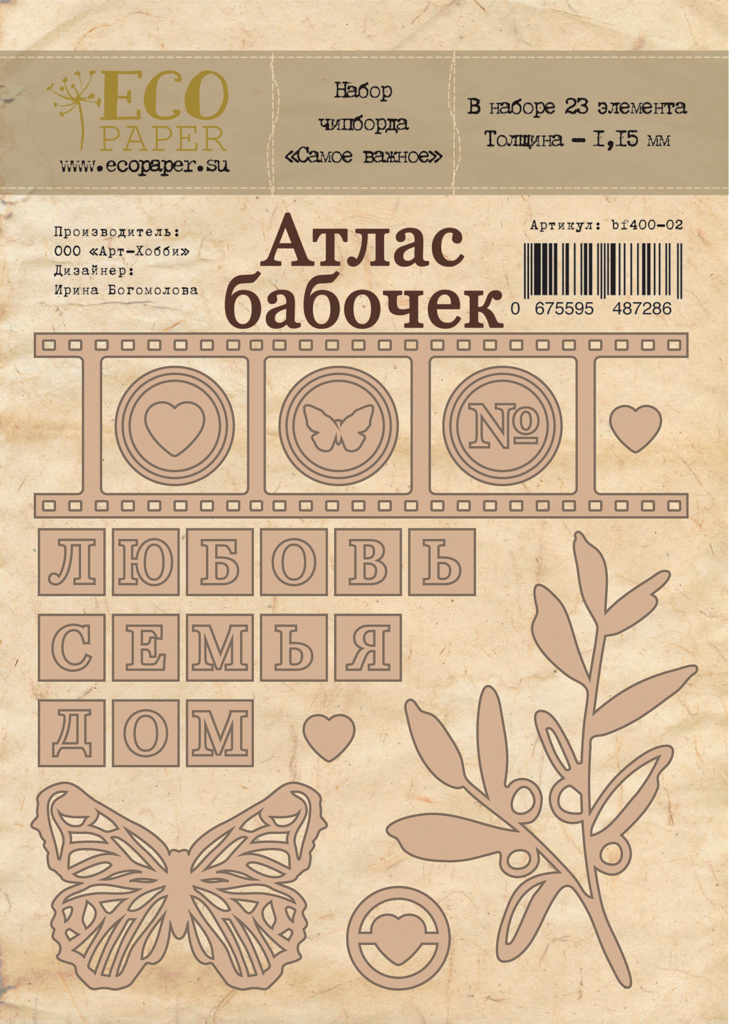 ECO
PAPER
www.ecopaper.su
Набор
чипборда
«Самое важное»
В наборе 23 элемента
Толщина – 1,15 мм
Производитель:
ООО «Арт-Хобби»
Дизайнер:
Ирина Богомолова
Атлас
бабочек
Артикул: bf400-02
0 675595 487286
№
ЛЮБОВЬ
СЕМЬЯ
ДОМ